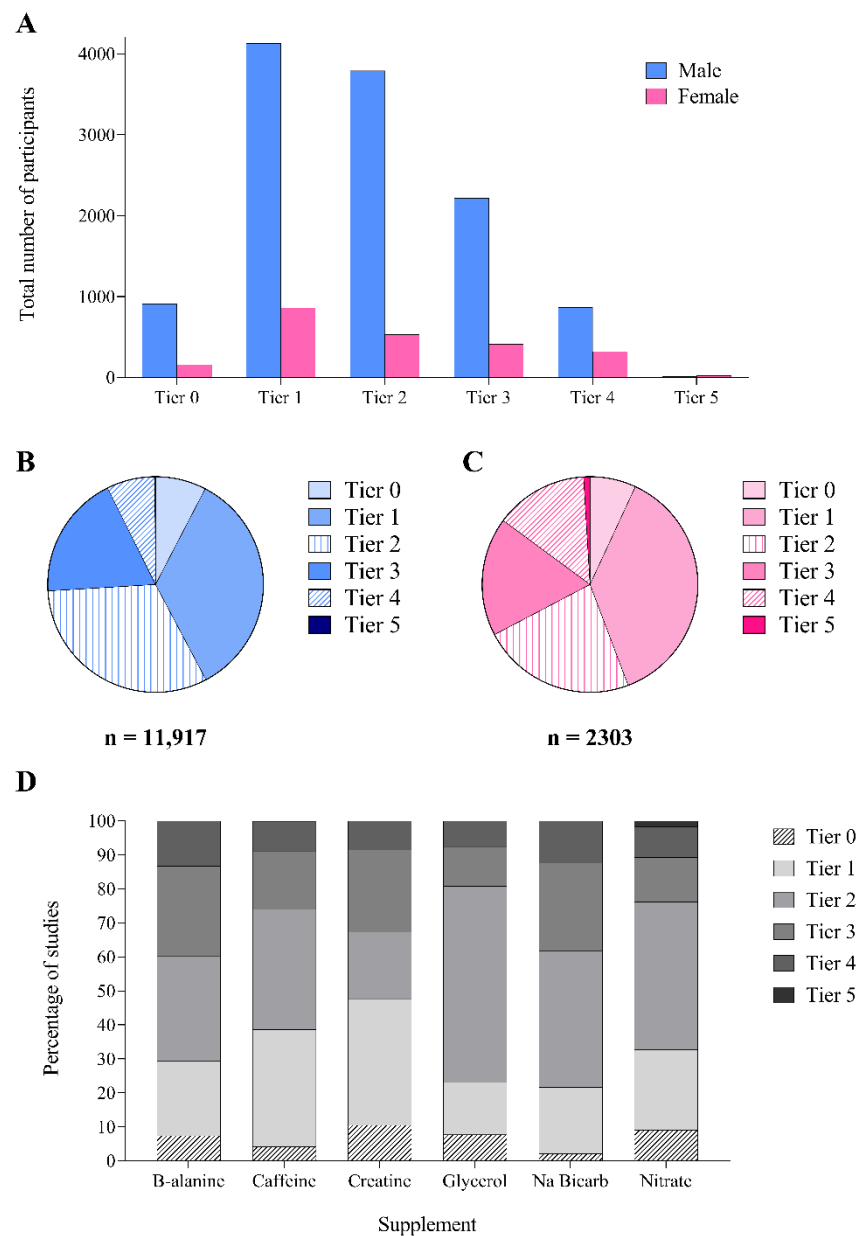 A
Total number of participants
4000
3000
2000
1000
0
Male
Female
Tier 0
Tier 1
Tier 2
Tier 3
Tier 4
Tier 5
B
Tier 0
Tier 1
Tier 2
Tier 3
Tier 4
Tier 5
n = 11,917
C
Tier 0
Tier 1
Tier 2
Tier 3
Tier 4
Tier 5
n = 2303
D
Percentage of studies
100
90
80
70
60
50
40
30
20
10
0
B-alanine
Caffeine
Creatine
Glycerol
Na Bicarb
Nitrate
Supplement
Tier 0
Tier 1
Tier 2
Tier 3
Tier 4
Tier 5